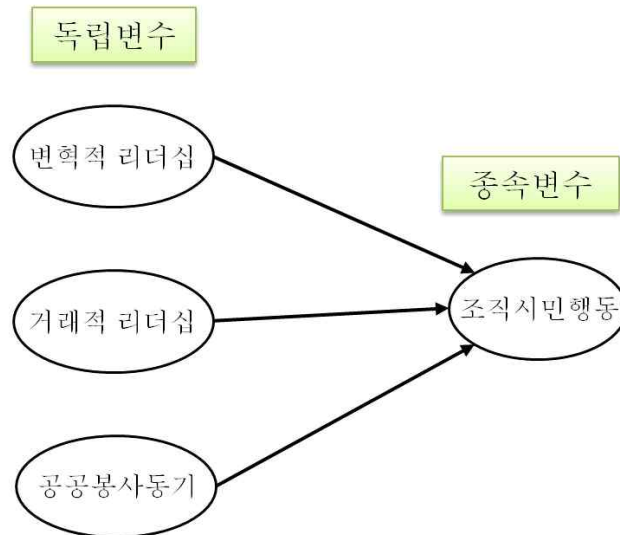 독립변수
변혁적 리더십
종속변수
거래적 리더십
조직시민행동
공공봉사동기